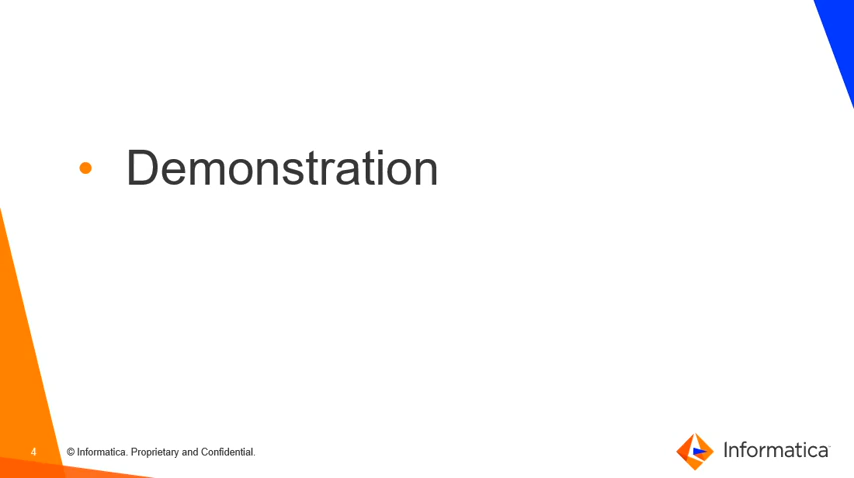 • Demonstration
4 © Informatica. Proprietary and Confidential.
Informatica